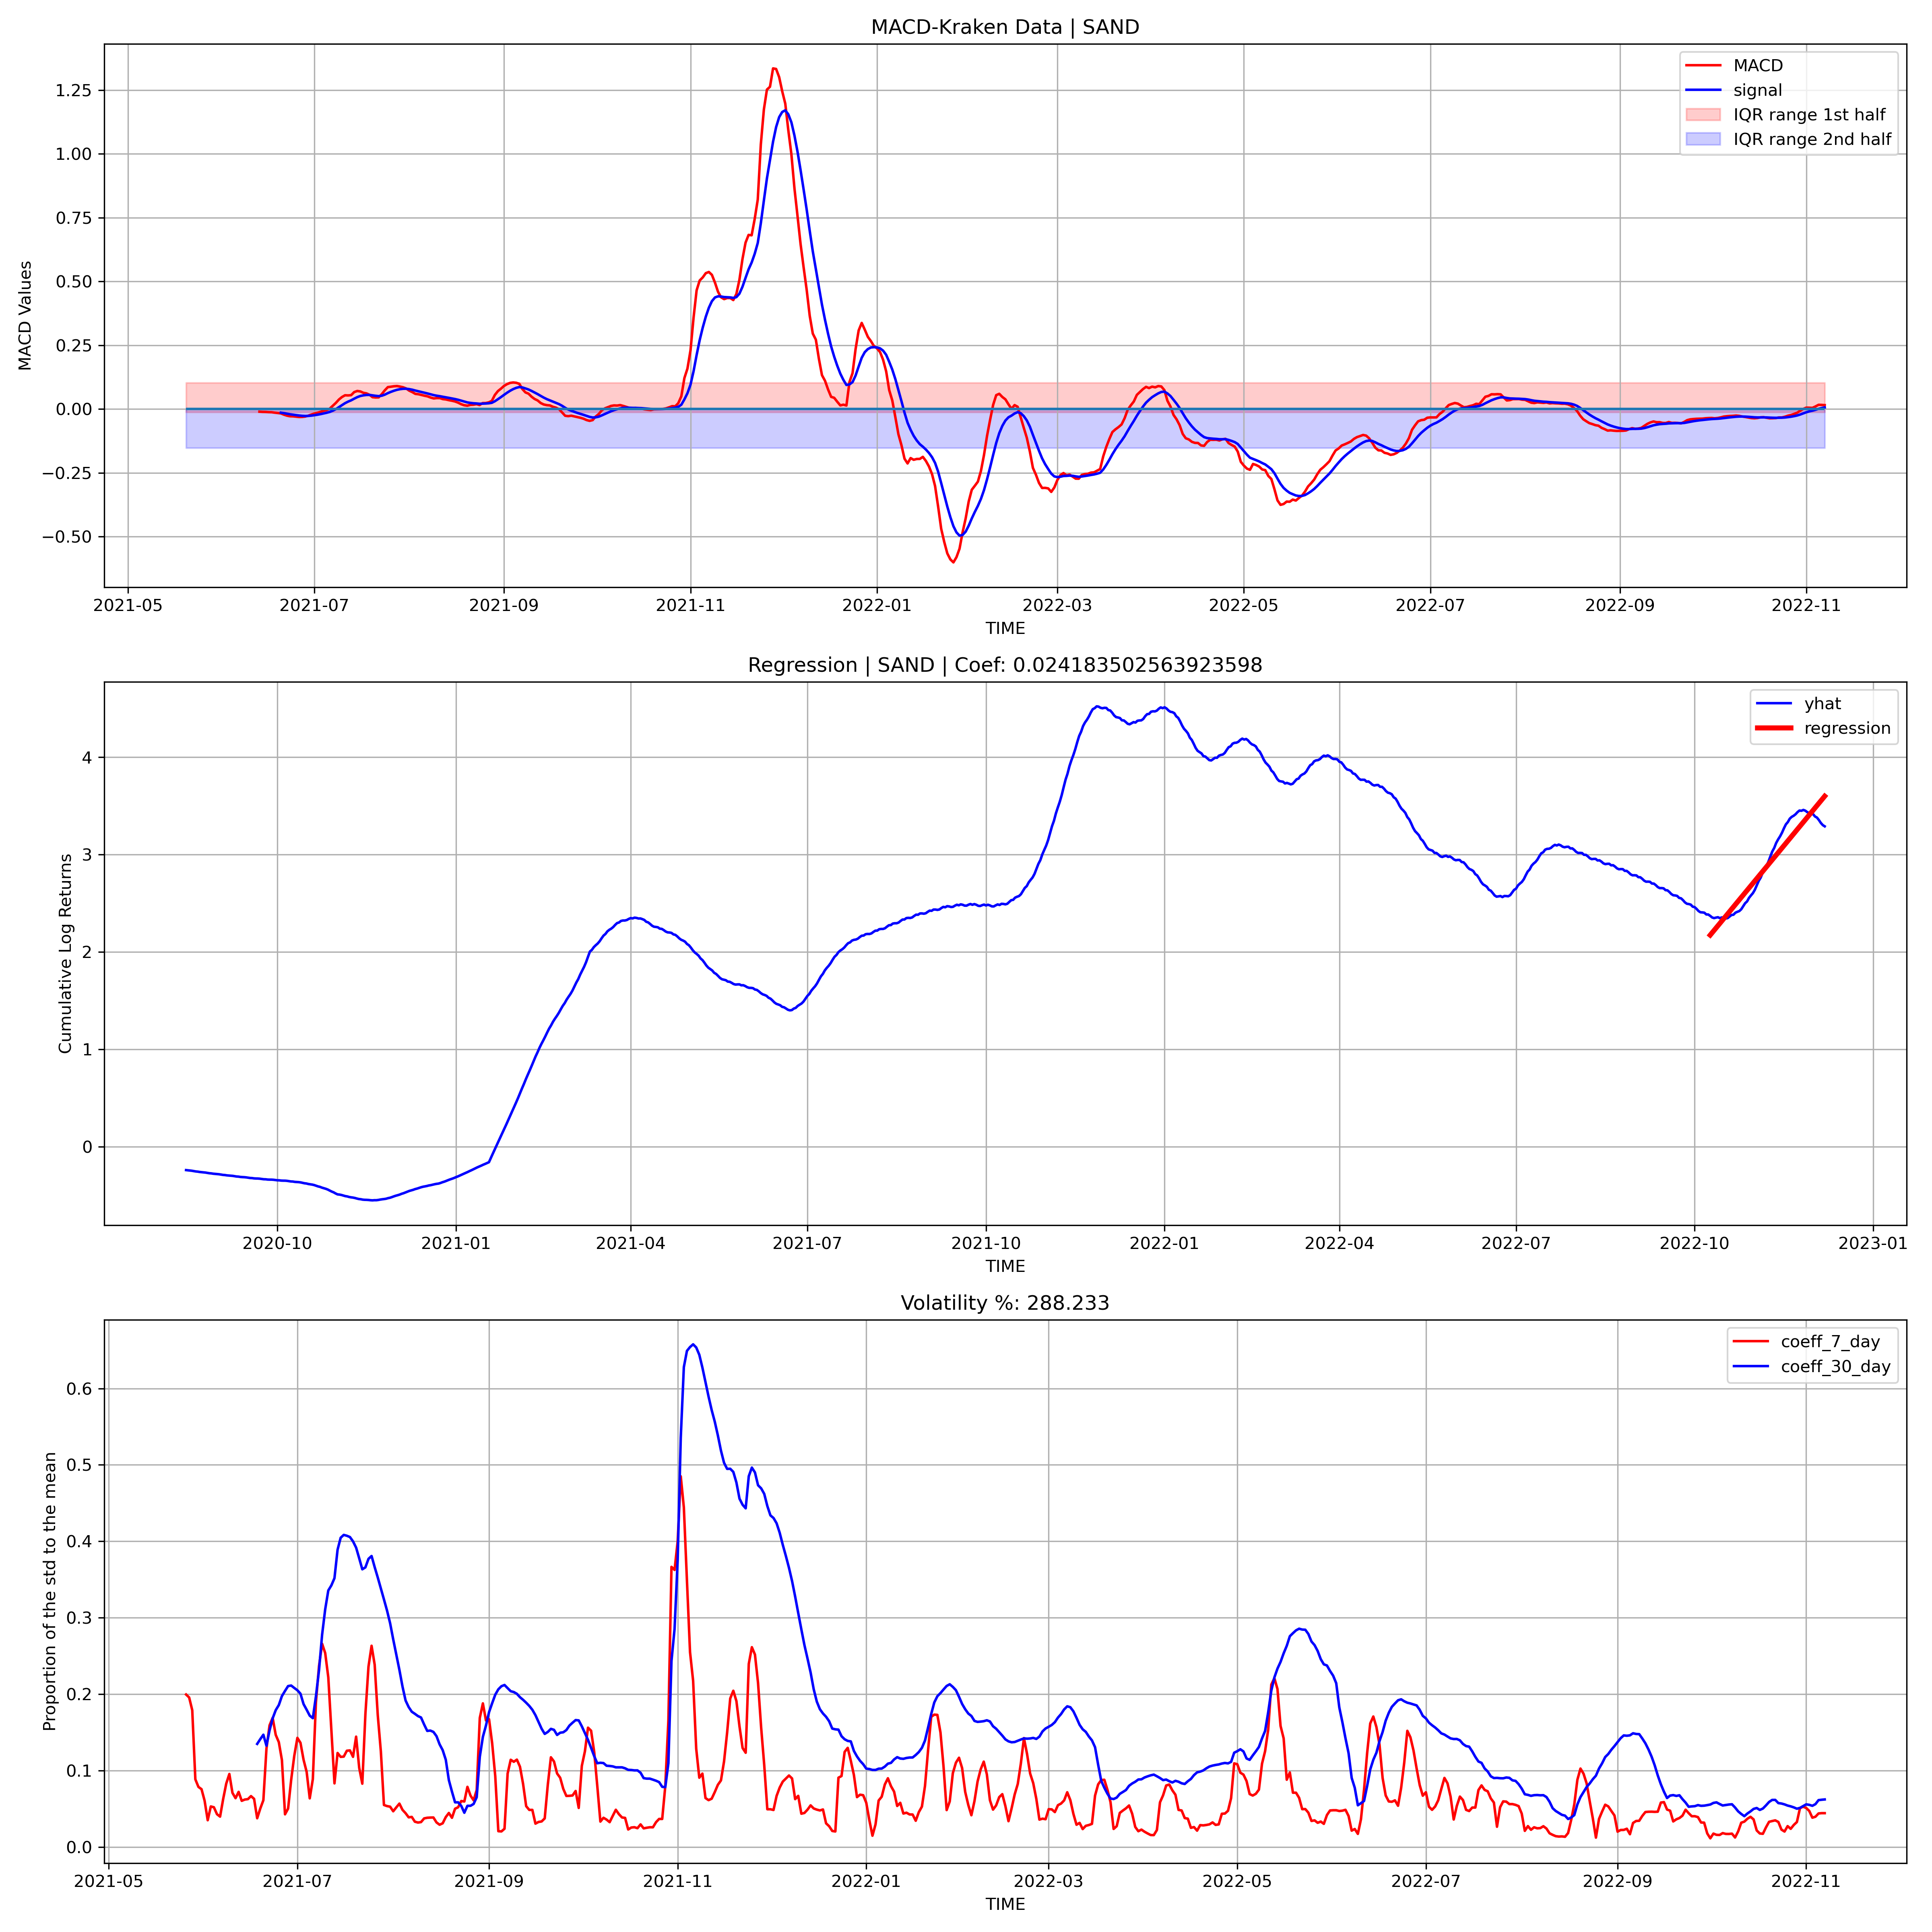 MACD-Kraken Data | SAND
MACD Values
1.25
1.00
0.75
0.50
0.25
0.00
−0.25
−0.50
MACD
signal
IQR range 1st half
IQR range 2nd half
2021-05 2021-07 2021-09 2021-11 2022-01 2022-03 2022-05 2022-07 2022-09 2022-11
TIME
Regression | SAND | Coef: 0.024183502563923598
Cumulative Log Returns
4
3
2
1
0
yhat
regression
2020-10 2021-01 2021-04 2021-07 2021-10 2022-01 2022-04 2022-07 2022-10 2023-01
TIME
Volatility %: 288.233
Proportion of the std to the mean
0.6
0.5
0.4
0.3
0.2
0.1
0.0
coeff_7_day
coeff_30_day
2021-05 2021-07 2021-09 2021-11 2022-01 2022-03 2022-05 2022-07 2022-09 2022-11
TIME